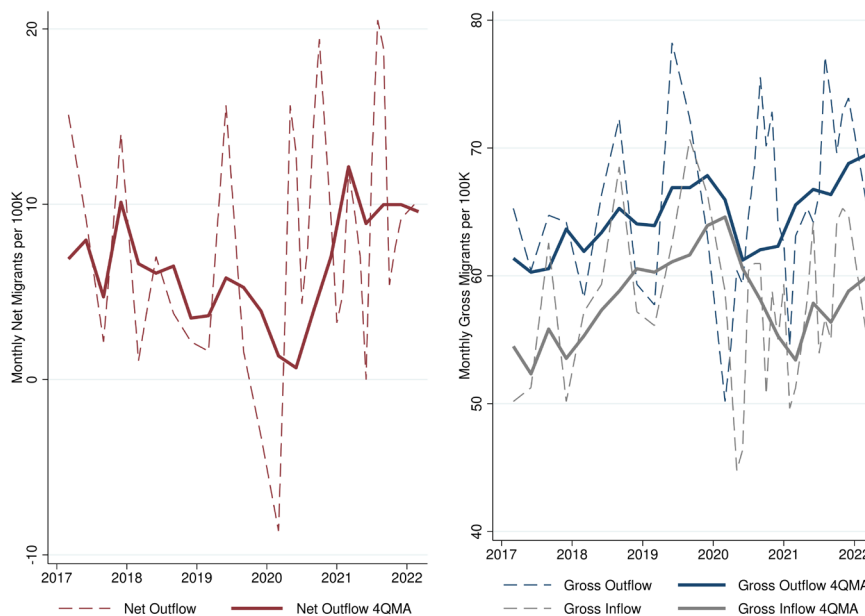 Monthly Net Migrants per 100K
20
10
0
-10
2017 2018 2019 2020 2021 2022
Net Outflow Net Outflow 4QMA
Monthly Gross Migrants per 100K
80
70
60
50
40
2017 2018 2019 2020 2021 2022
Gross Outflow Gross Outflow 4QMA
Gross Inflow Gross Inflow 4QMA